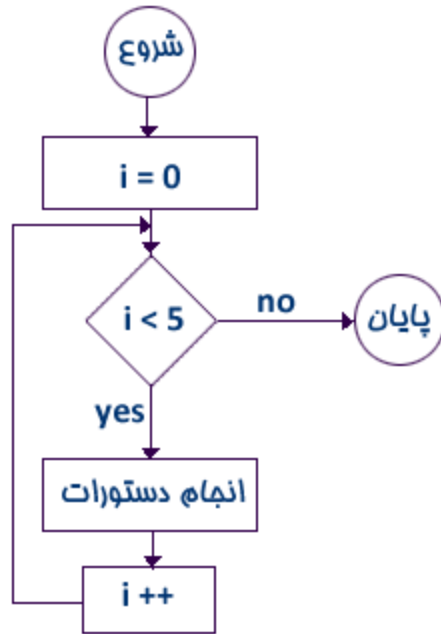 شروع
i = 0
i < 5
no
پایان
yes
انجام دستورات
i ++